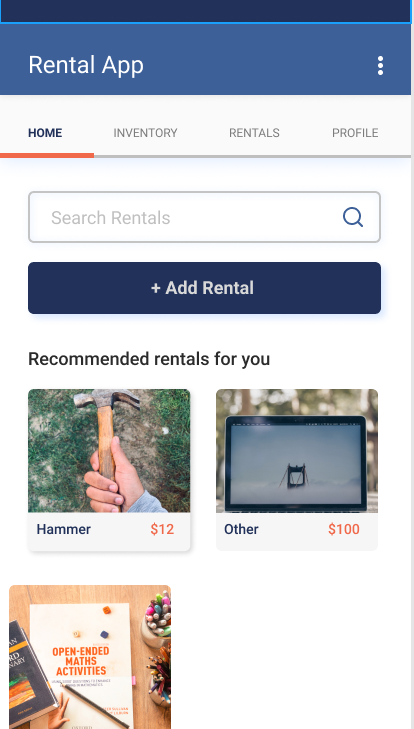 Rental App
HOME INVENTORY RENTALS PROFILE
Search Rentals
+ Add Rental
Recommended rentals for you
Hammer $12
Other $100
OPEN-ENDED
MATHS
ACTIVITIES